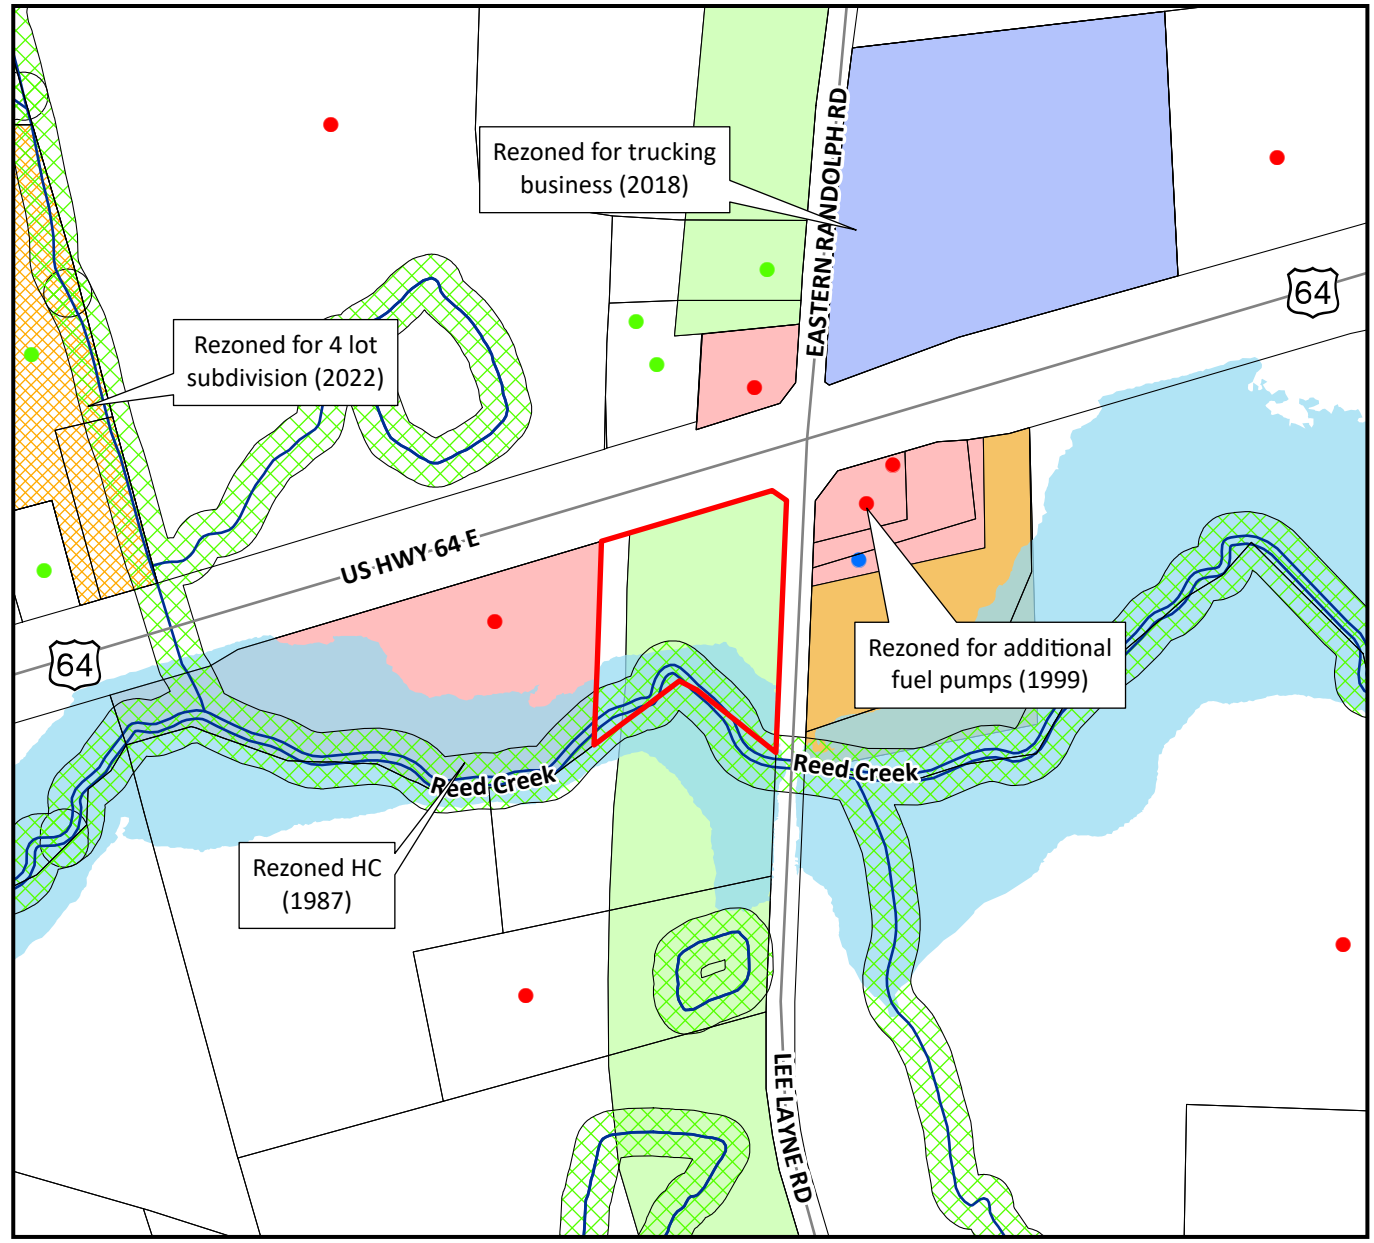 EASTERN RANDOLPH RD
Rezoned for trucking
business (2018)
64
Rezoned for 4 lot
subdivision (2022)
US HWY 64 E
64
Rezoned for additional
fuel pumps (1999)
Reed Creek
Reed Creek
Rezoned HC
(1987)
LEE LAYNE RD